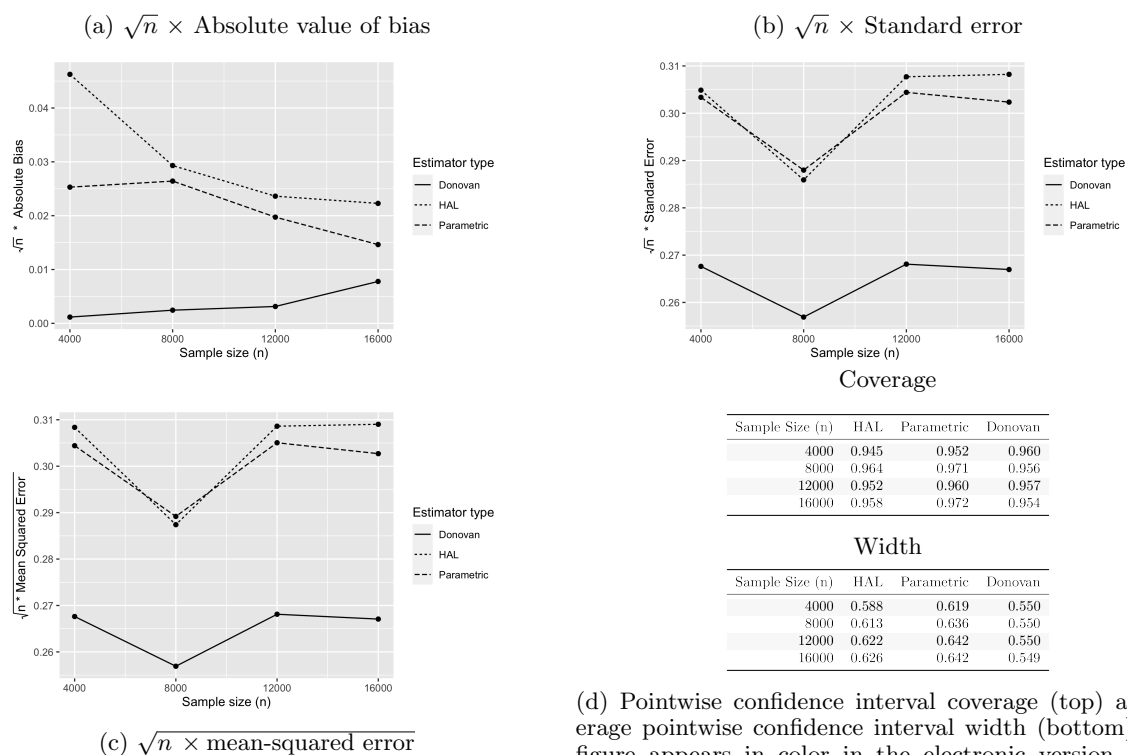 (a) √n × Absolute value of bias
0.04
0.03
0.02
0.01
0.00
√n * Absolute Bias
4000 8000 12000 16000
Sample size (n)
Estimator type
Donovan
HAL
Parametric
(b) √n × Standard error
0.31
0.30
0.29
0.28
0.27
0.26
√n * Standard Error
4000 8000 12000 16000
Sample size (n)
Estimator type
Donovan
HAL
Parametric
0.31
0.30
0.29
0.28
0.27
0.26
√n * Mean Squared Error
4000 8000 12000 16000
Sample size (n)
Estimator type
Donovan
HAL
Parametric
(c) √n × mean-squared error
Coverage
Sample Size (n) HAL Parametric Donovan
4000 0.945 0.952 0.960
8000 0.964 0.971 0.956
12000 0.952 0.960 0.957
16000 0.958 0.972 0.954
Width
Sample Size (n) HAL Parametric Donovan
4000 0.588 0.619 0.550
8000 0.613 0.636 0.550
12000 0.622 0.642 0.550
16000 0.626 0.642 0.549
(d) Pointwise confidence interval coverage (top) a
erage pointwise confidence interval width (bottom)
figure appears in color in the electronic version